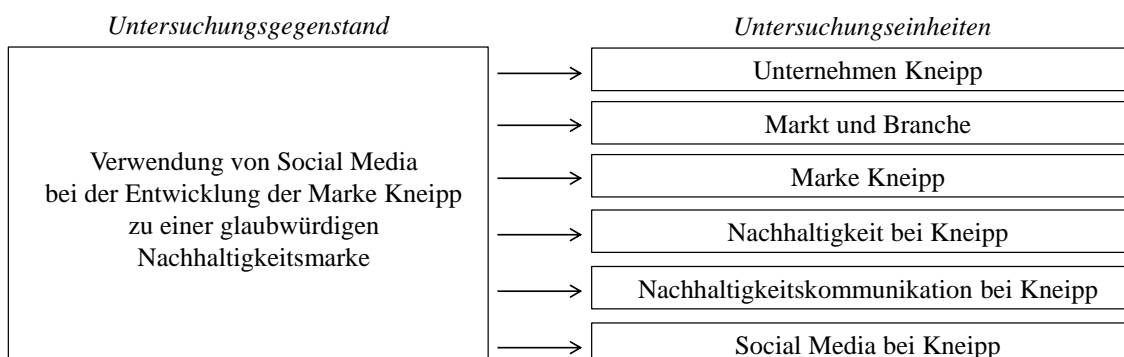 Untersuchungsgegenstand
Verwendung von Social Media
bei der Entwicklung der Marke Kneipp
zu einer glaubwürdigen
Nachhaltigkeitsmarke
Untersuchungseinheiten
Unternehmen Kneipp
Markt und Branche
Marke Kneipp
Nachhaltigkeit bei Kneipp
Nachhaltigkeitskommunikation bei Kneipp
Social Media bei Kneipp